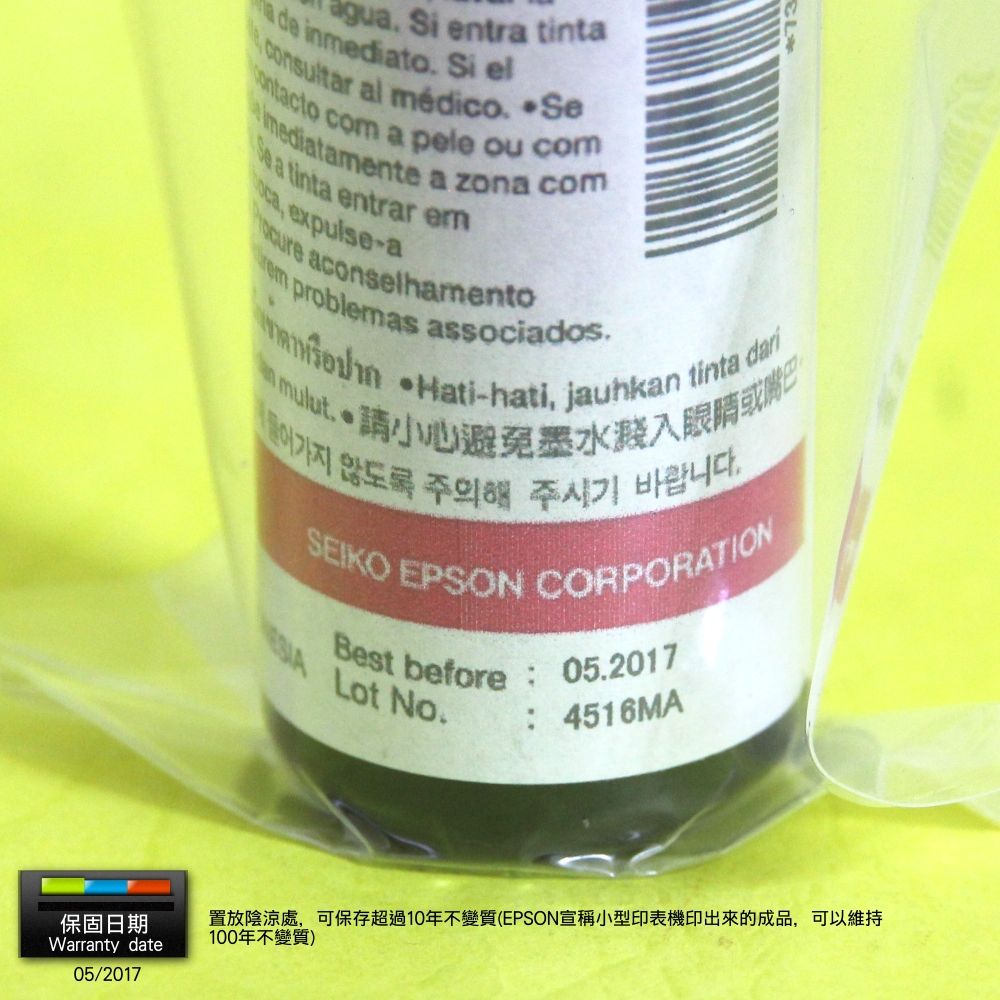 agua. Si entra tinta
de inmediato. Si el
consultar al médico. •Se
contacto com a pele ou com
imediatamente a zona com
Se a tinta entrar em
boca, expulse-a
Procure aconselhamento
problemas associados.
•Hati-hati, jauhkan tinta dari
mulut. •請小心避免墨水濺入眼睛或嘴巴.
들어가지 않도록 주의해 주시기 바랍니다.
SEIKO EPSON CORPORATION
Best before : 05.2017
Lot No. : 4516MA
保固日期
Warranty date
05/2017
置放陰涼處，可保存超過10年不變質(EPSON宣稱小型印表機印出來的成品，可以維持
100年不變質)